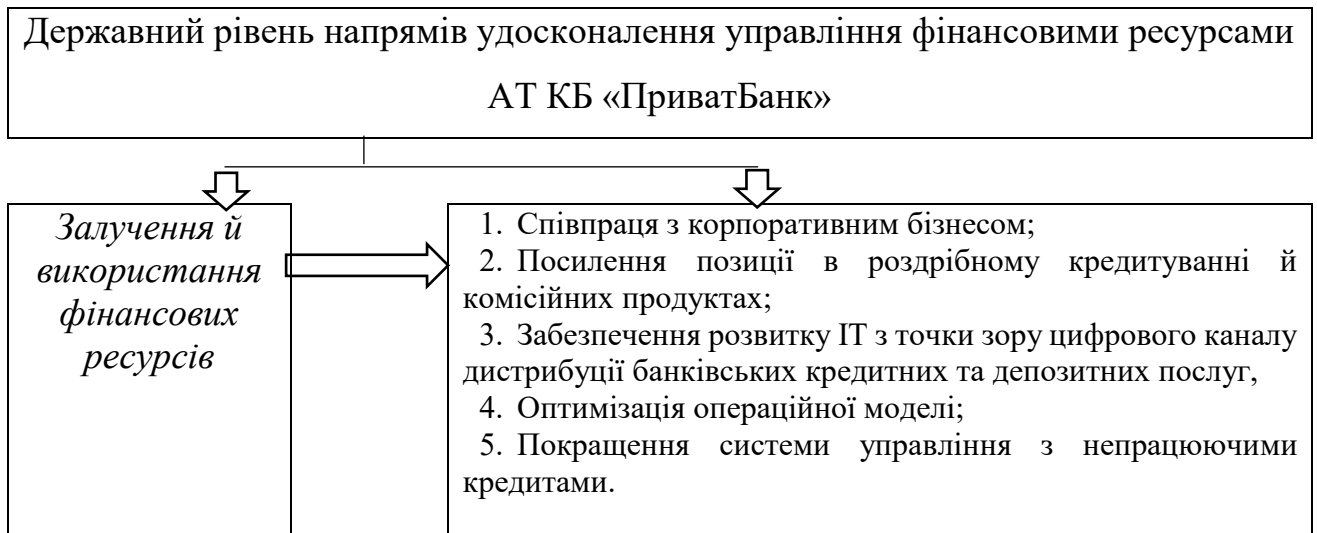 Державний рівень напрямів удосконалення управління фінансовими ресурсами
АТ КБ «ПриватБанк»
Залучення й
використання
фінансових
ресурсів
1. Співпраця з корпоративним бізнесом;
2. Посилення позиції в роздрібному кредитуванні й
комісійних продуктах;
3. Забезпечення розвитку ІТ з точки зору цифрового каналу
дистрибуції банківських кредитних та депозитних послуг,
4. Оптимізація операційної моделі;
5. Покращення системи управління з непрацюючими
кредитами.